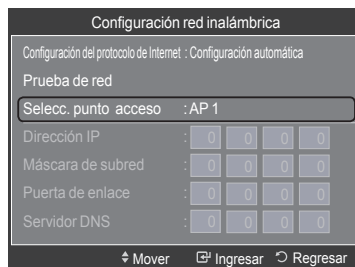 Configuración red inalámbrica
Configuración del protocolo de Internet : Configuración automática
Prueba de red
Selecc. punto acceso : AP 1
Dirección IP : 0 0 0 0
Máscara de subred : 0 0 0 0
Puerta de enlace : 0 0 0 0
Servidor DNS : 0 0 0 0
Mover Ingresar Regresar